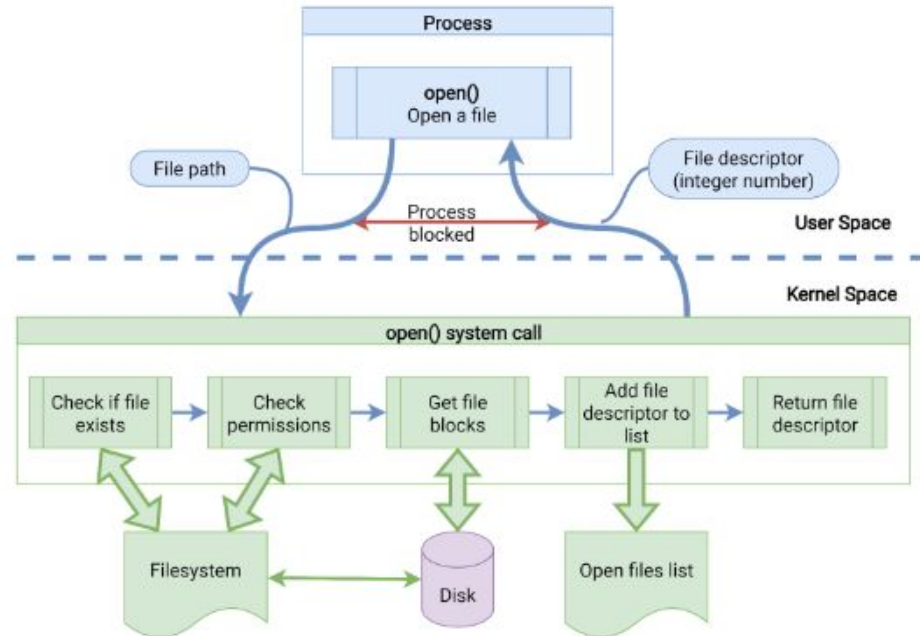 Process
open()
Open a file
File path
File descriptor
(integer number)
Process
blocked
User Space
Kernel Space
open() system call
Check if file
exists
Check
permissions
Get file
blocks
Add file
descriptor to
list
Return file
descriptor
Filesystem
Disk
Open files list